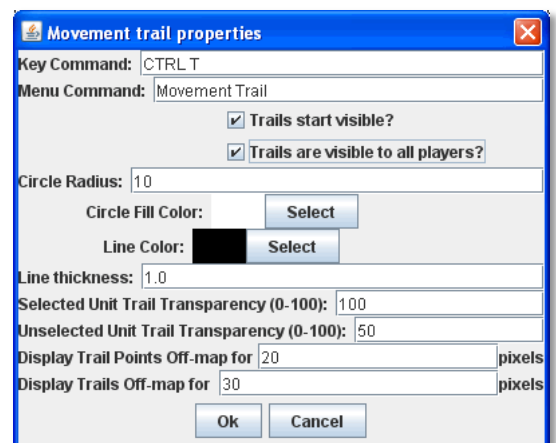 Movement trail properties
Key Command: CTRL T
Menu Command: Movement Trail
Trails start visible?
Trails are visible to all players?
Circle Radius: 10
Circle Fill Color: Select
Line Color: Select
Line thickness: 1.0
Selected Unit Trail Transparency (0-100): 100
Unselected Unit Trail Transparency (0-100): 50
Display Trail Points Off-map for 20 pixels
Display Trails Off-map for 30 pixels
Ok Cancel